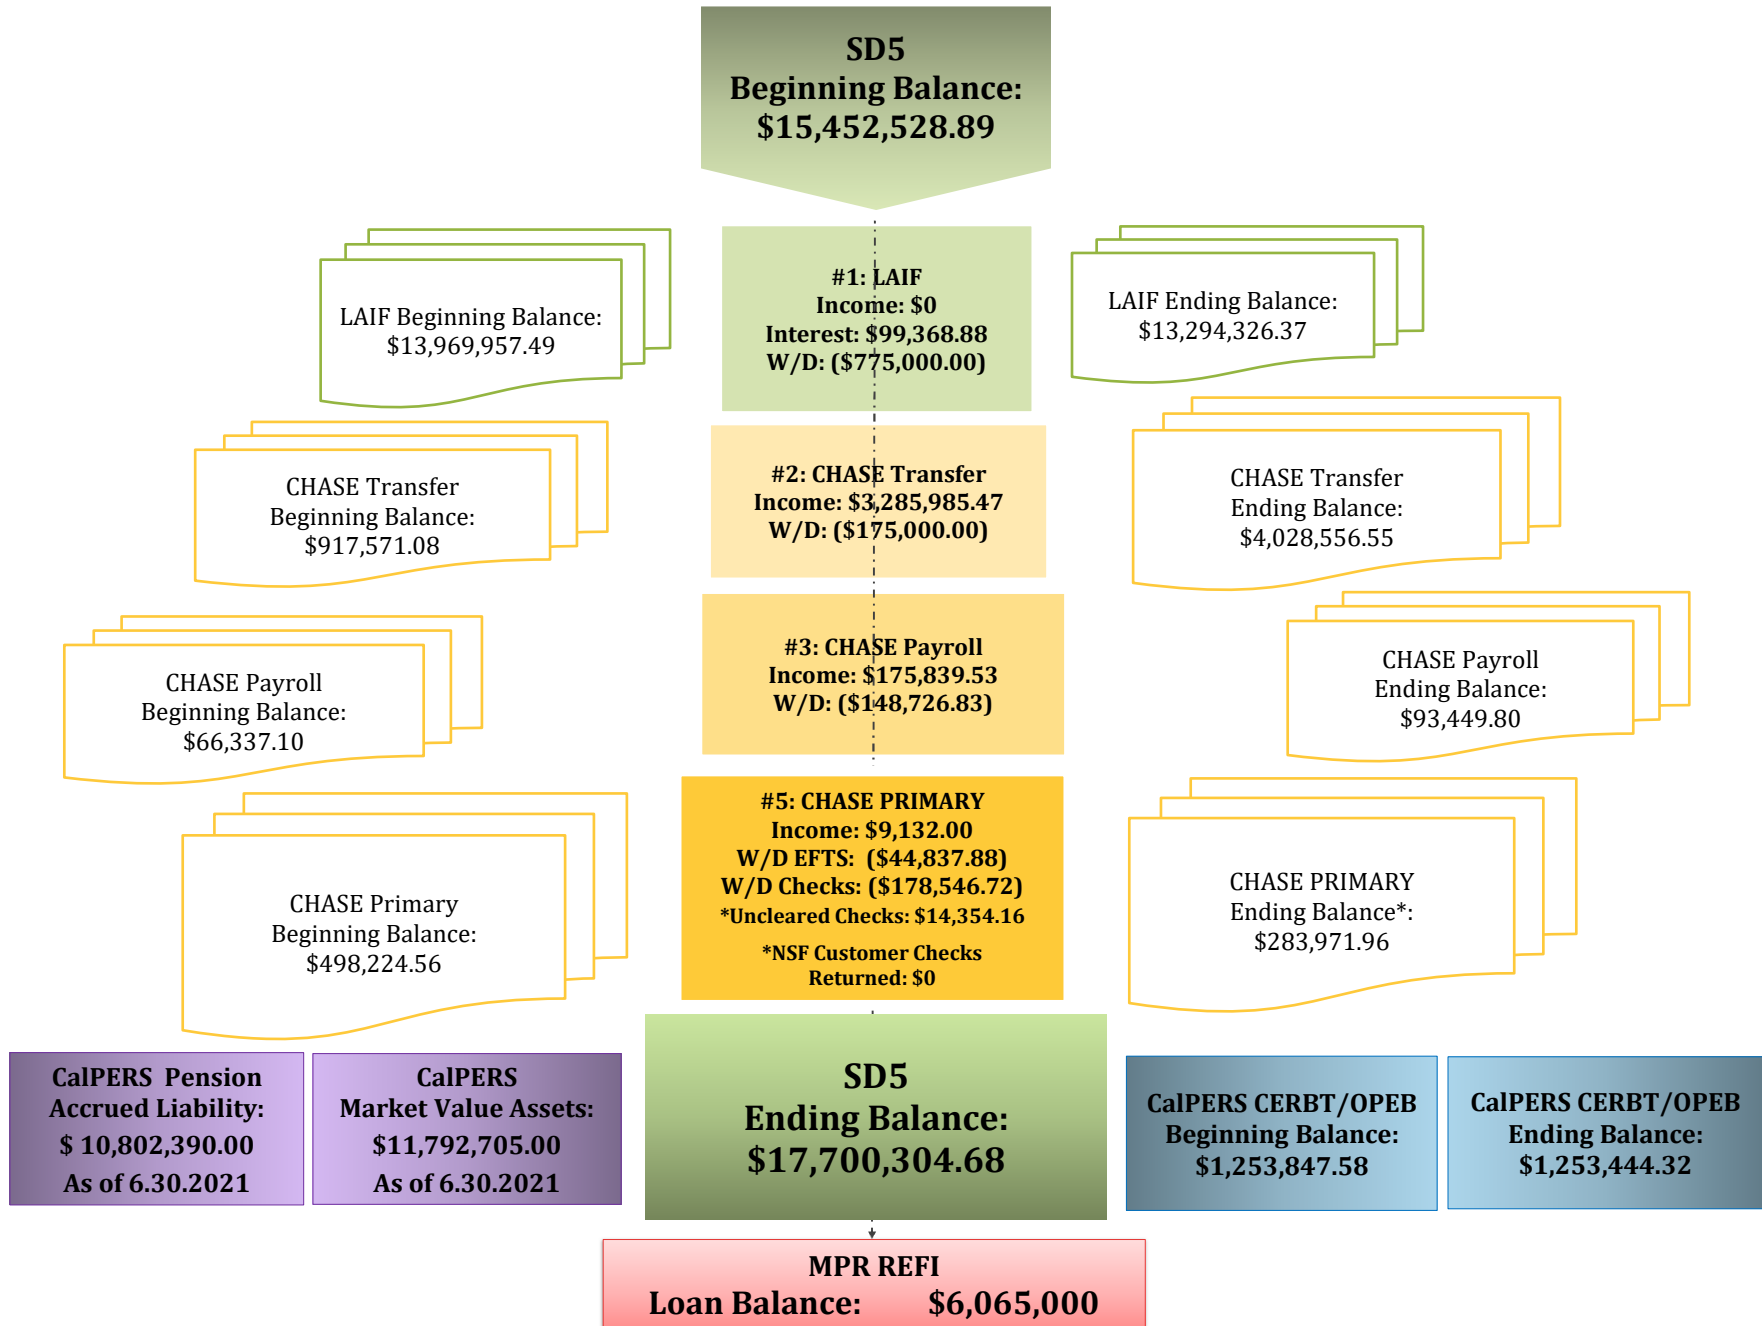 SD5
Beginning Balance:
$15,452,528.89
LAIF Beginning Balance:
$13,969,957.49
#1: LAIF
Income: $0
Interest: $99,368.88
W/D: ($775,000.00)
LAIF Ending Balance:
$13,294,326.37
CHASE Transfer
Beginning Balance:
$917,571.08
#2: CHASE Transfer
Income: $3,285,985.47
W/D: ($175,000.00)
CHASE Transfer
Ending Balance:
$4,028,556.55
CHASE Payroll
Beginning Balance:
$66,337.10
#3: CHASE Payroll
Income: $175,839.53
W/D: ($148,726.83)
CHASE Payroll
Ending Balance:
$93,449.80
CHASE Primary
Beginning Balance:
$498,224.56
#5: CHASE PRIMARY
Income: $9,132.00
W/D EFTS:  ($44,837.88)
W/D Checks: ($178,546.72)
*Uncleared Checks: $14,354.16
*NSF Customer Checks
Returned: $0
CHASE PRIMARY
Ending Balance*:
$283,971.96
CalPERS  Pension
Accrued Liability:
$ 10,802,390.00
As of 6.30.2021
CalPERS
Market Value Assets:
$11,792,705.00
As of 6.30.2021
SD5
Ending Balance:
$17,700,304.68
CalPERS CERBT/OPEB
Beginning Balance:
$1,253,847.58
CalPERS CERBT/OPEB
Ending Balance:
$1,253,444.32
MPR REFI
Loan Balance:        $6,065,000